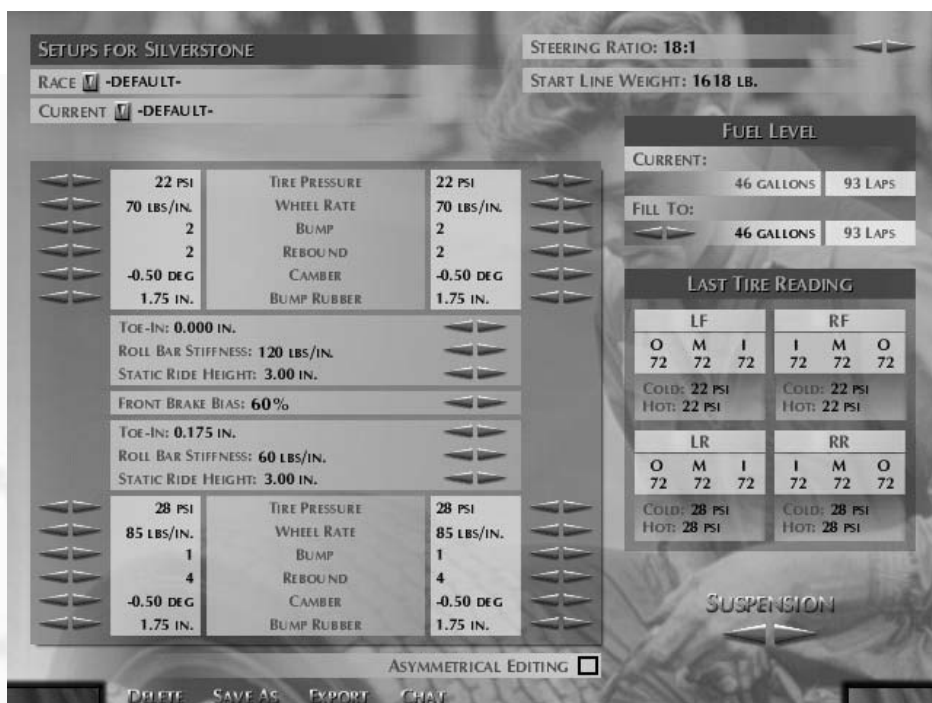 SETUPS FOR SILVERSTONE
RACE -DEFAULT-
CURRENT -DEFAULT-
STEERING RATIO: 18:1
START LINE WEIGHT: 1618 LB.
22 PSI TIRE PRESSURE 22 PSI
70 LBS/IN. WHEEL RATE 70 LBS/IN.
2 BUMP 2
2 REBOUND 2
-0.50 DEG CAMBER -0.50 DEG
1.75 IN. BUMP RUBBER 1.75 IN.
TOE-IN: 0.000 IN.
ROLL BAR STIFFNESS: 120 LBS/IN.
STATIC RIDE HEIGHT: 3.00 IN.
FRONT BRAKE BIAS: 60%
TOE-IN: 0.175 IN.
ROLL BAR STIFFNESS: 60 LBS/IN.
STATIC RIDE HEIGHT: 3.00 IN.
28 PSI TIRE PRESSURE 28 PSI
85 LBS/IN. WHEEL RATE 85 LBS/IN.
1 BUMP 1
4 REBOUND 4
-0.50 DEG CAMBER -0.50 DEG
1.75 IN. BUMP RUBBER 1.75 IN.
ASYMMETRICAL EDITING
FUEL LEVEL
CURRENT:
46 GALLONS 93 LAPS
FILL TO:
46 GALLONS 93 LAPS
LAST TIRE READING
LF RF
O M I I M O
72 72 72 72 72 72
COLD: 22 PSI COLD: 22 PSI
HOT: 22 PSI HOT: 22 PSI
LR RR
O M I I M O
72 72 72 72 72 72
COLD: 28 PSI COLD: 28 PSI
HOT: 28 PSI HOT: 28 PSI
SUSPENSION
DELETE SAVE AS EXPORT CHAT